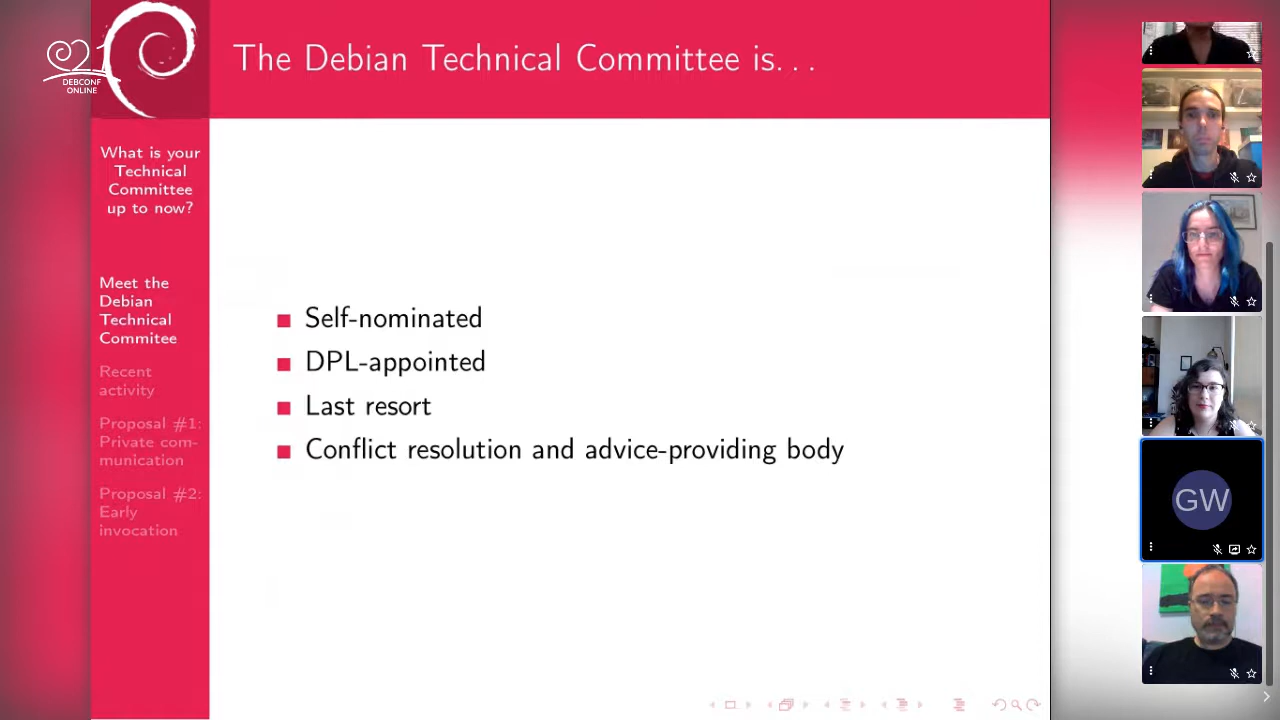 DEBCONF
ONLINE
The Debian Technical Committee is...
What is your
Technical
Committee
up to now?
Meet the
Debian
Technical
Commitee
Recent
activity
Proposal #1:
Private com-
munication
Proposal #2:
Early
invocation
Self-nominated
DPL-appointed
Last resort
Conflict resolution and advice-providing body
GW